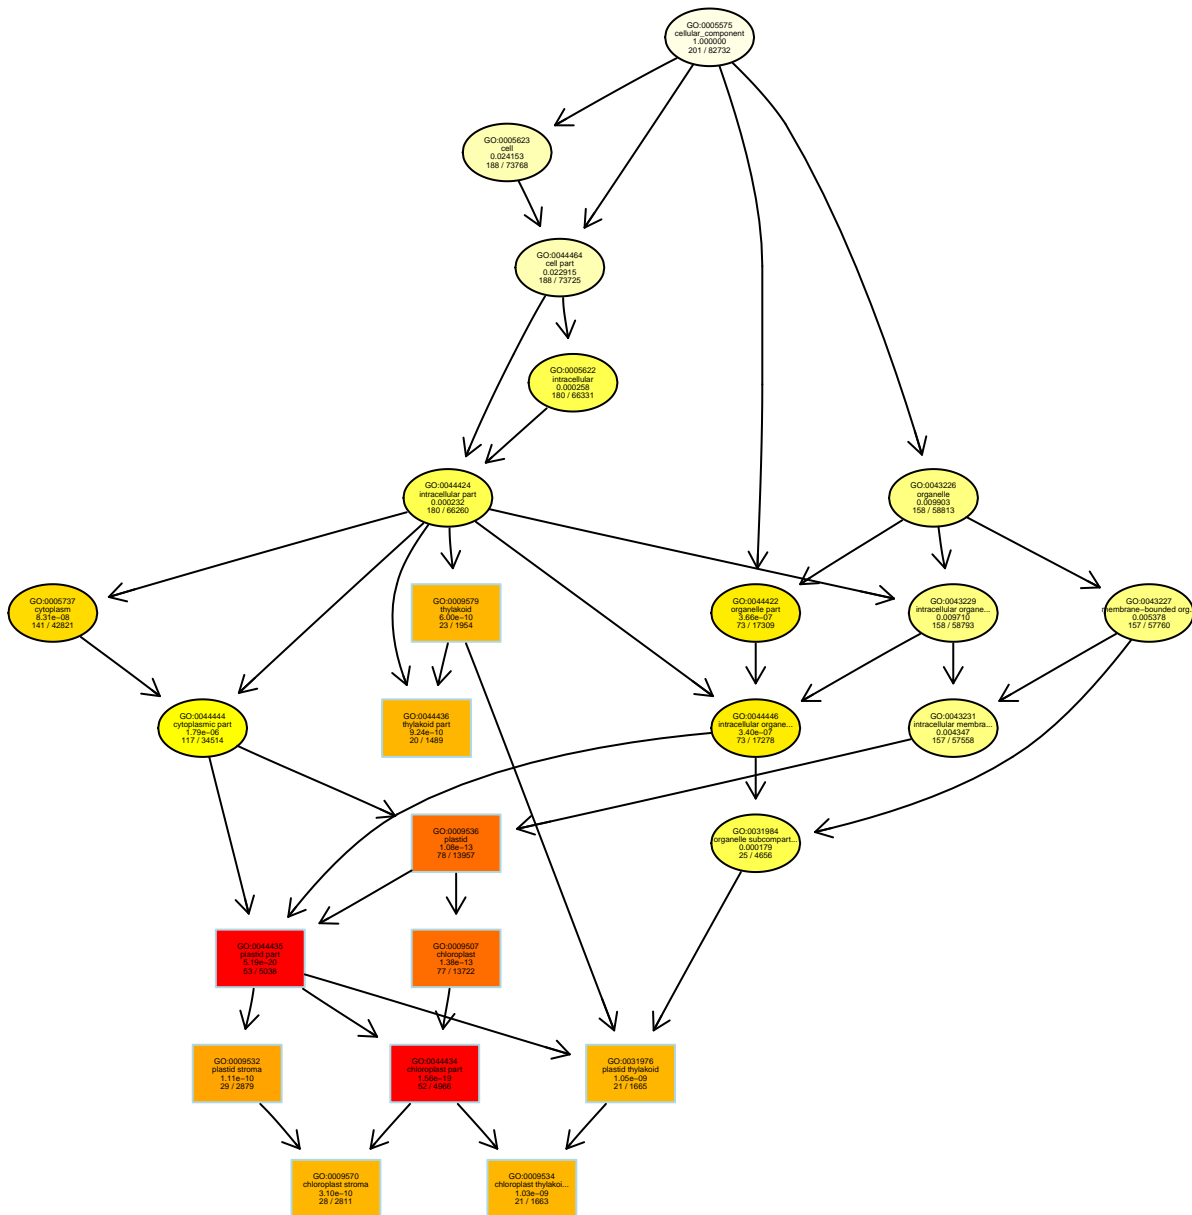 GO:0005575
cellular_component
1.000000
201 / 82732
GO:0005623
cell
0.024153
188 / 73768
GO:0044464
cell part
0.022915
188 / 73725
GO:0005622
intracellular
0.000258
180 / 66331
GO:0044424
intracellular part
0.000232
180 / 66260
GO:0043226
organelle
0.009903
158 / 58813
GO:0005737
cytoplasm
8.31e−08
141 / 42821
GO:0009579
thylakoid
6.00e−10
23 / 1954
GO:0044422
organelle part
3.66e−07
73 / 17309
GO:0043229
intracellular organe...
0.009710
158 / 58793
GO:0043227
membrane−bounded org...
0.005378
157 / 57760
GO:0044444
cytoplasmic part
1.79e−06
117 / 34514
GO:0044436
thylakoid part
9.24e−10
20 / 1489
GO:0044446
intracellular organe...
3.40e−07
73 / 17278
GO:0043231
intracellular membra...
0.004347
157 / 57558
GO:0009536
plastid
1.08e−13
78 / 13957
GO:0031984
organelle subcompart...
0.000179
25 / 4656
GO:0044435
plastid part
5.19e−20
53 / 5038
GO:0009507
chloroplast
1.38e−13
77 / 13722
GO:0009532
plastid stroma
1.11e−10
29 / 2879
GO:0044434
chloroplast part
1.56e−19
52 / 4966
GO:0031976
plastid thylakoid
1.05e−09
21 / 1665
GO:0009570
chloroplast stroma
3.10e−10
28 / 2811
GO:0009534
chloroplast thylakoi...
1.03e−09
21 / 1663